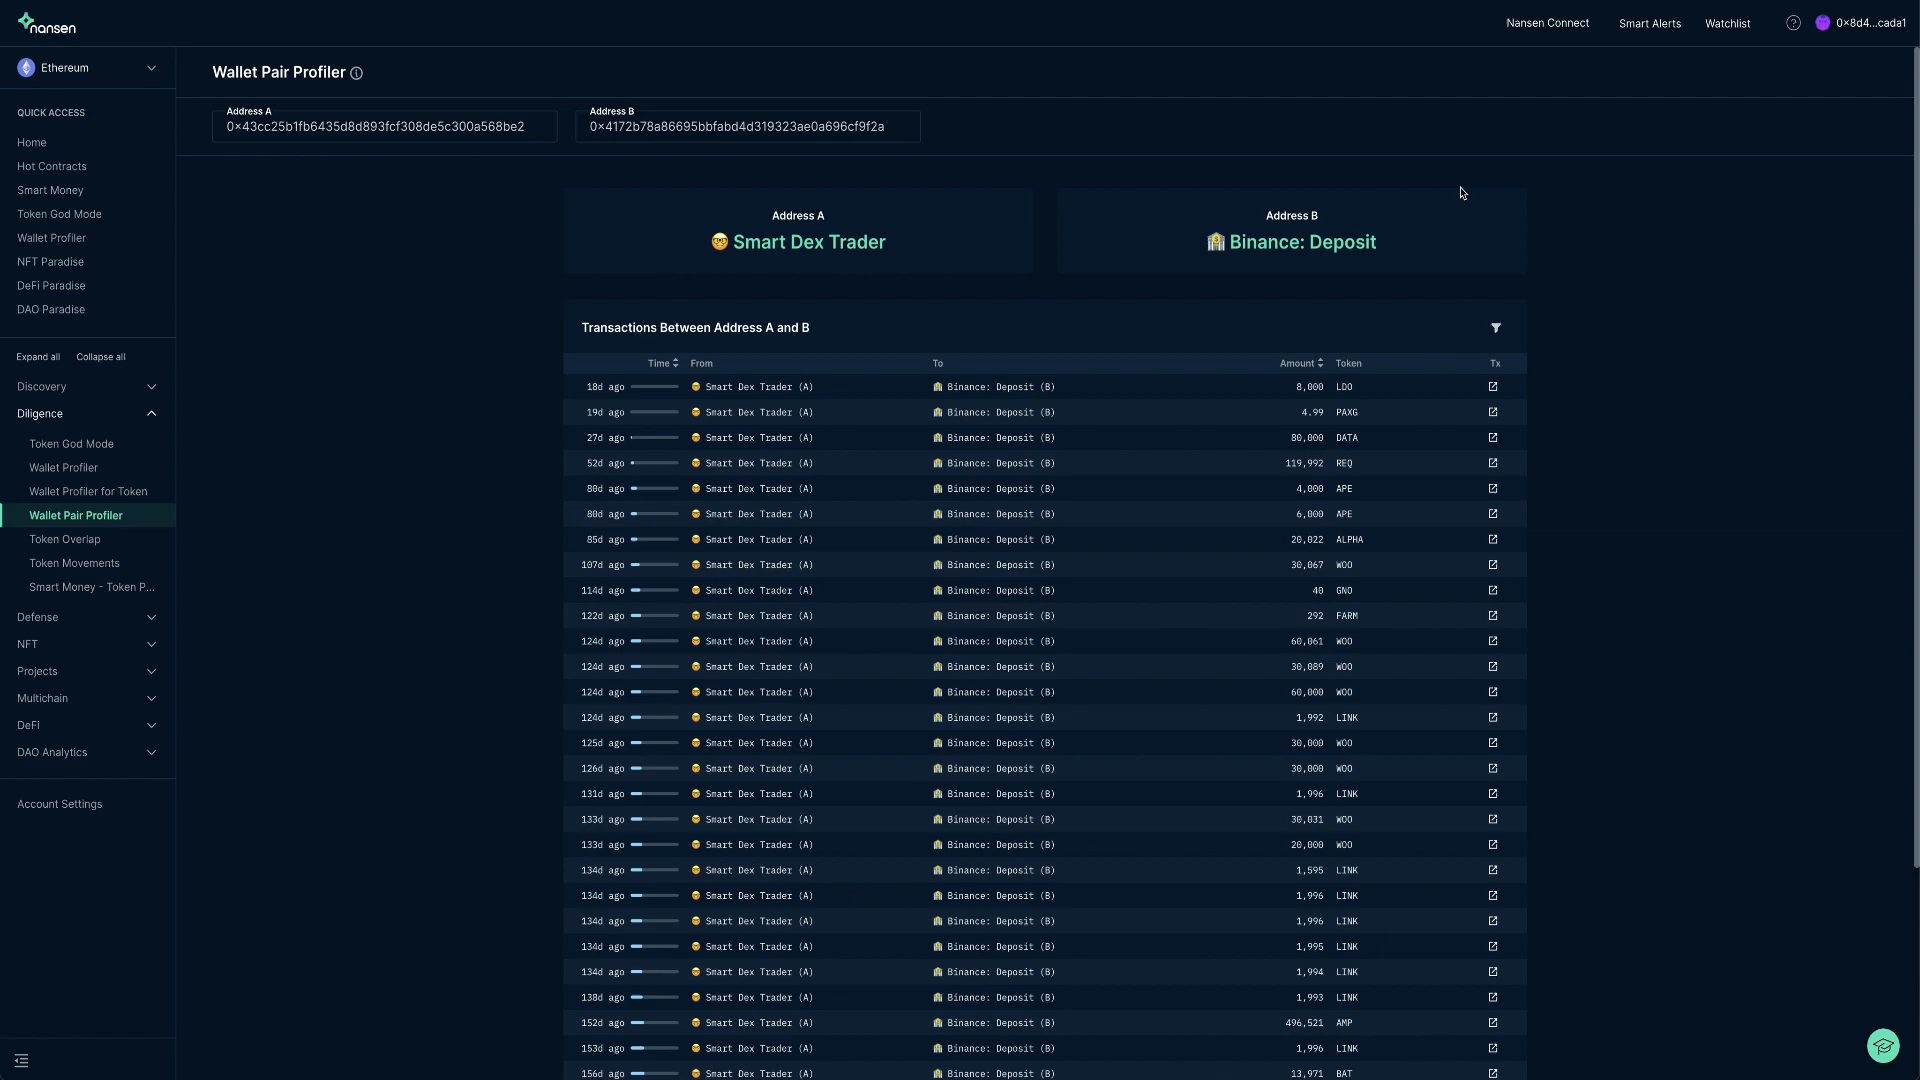 nansen
Nansen Connect
Smart Alerts
Watchlist
0×8d4...cada1
Ethereum
QUICK ACCESS
Home
Hot Contracts
Smart Money
Token God Mode
Wallet Profiler
NFT Paradise
DeFi Paradise
DAO Paradise
Expand all Collapse all
Discovery
Diligence
Token God Mode
Wallet Profiler
Wallet Profiler for Token
Wallet Pair Profiler
Token Overlap
Token Movements
Smart Money - Token P...
Defense
NFT
Projects
Multichain
DeFi
DAO Analytics
Account Settings
Wallet Pair Profiler
Address A
0×43cc25b1fb6435d8d893fcf308de5c300a568be2
Address B
0×4172b78a86695bbfabd4d319323ae0a696cf9f2a
Address A
Smart Dex Trader
Address B
Binance: Deposit
Transactions Between Address A and B
Time From To Amount Token Tx
18d ago Smart Dex Trader (A) Binance: Deposit (B) 8,000 LDO
19d ago Smart Dex Trader (A) Binance: Deposit (B) 4.99 PAXG
27d ago Smart Dex Trader (A) Binance: Deposit (B) 80,000 DATA
52d ago Smart Dex Trader (A) Binance: Deposit (B) 119,992 REQ
80d ago Smart Dex Trader (A) Binance: Deposit (B) 4,000 APE
80d ago Smart Dex Trader (A) Binance: Deposit (B) 6,000 APE
85d ago Smart Dex Trader (A) Binance: Deposit (B) 20,022 ALPHA
107d ago Smart Dex Trader (A) Binance: Deposit (B) 30,067 WOO
114d ago Smart Dex Trader (A) Binance: Deposit (B) 40 GNO
122d ago Smart Dex Trader (A) Binance: Deposit (B) 292 FARM
124d ago Smart Dex Trader (A) Binance: Deposit (B) 60,061 WOO
124d ago Smart Dex Trader (A) Binance: Deposit (B) 30,089 WOO
124d ago Smart Dex Trader (A) Binance: Deposit (B) 60,000 WOO
124d ago Smart Dex Trader (A) Binance: Deposit (B) 1,992 LINK
125d ago Smart Dex Trader (A) Binance: Deposit (B) 30,000 WOO
126d ago Smart Dex Trader (A) Binance: Deposit (B) 30,000 WOO
131d ago Smart Dex Trader (A) Binance: Deposit (B) 1,996 LINK
133d ago Smart Dex Trader (A) Binance: Deposit (B) 30,031 WOO
133d ago Smart Dex Trader (A) Binance: Deposit (B) 20,000 WOO
134d ago Smart Dex Trader (A) Binance: Deposit (B) 1,595 LINK
134d ago Smart Dex Trader (A) Binance: Deposit (B) 1,996 LINK
134d ago Smart Dex Trader (A) Binance: Deposit (B) 1,996 LINK
134d ago Smart Dex Trader (A) Binance: Deposit (B) 1,995 LINK
134d ago Smart Dex Trader (A) Binance: Deposit (B) 1,994 LINK
138d ago Smart Dex Trader (A) Binance: Deposit (B) 1,993 LINK
152d ago Smart Dex Trader (A) Binance: Deposit (B) 496,521 AMP
153d ago Smart Dex Trader (A) Binance: Deposit (B) 1,996 LINK
156d ago Smart Dex Trader (A) Binance: Deposit (B) 13,971 BAT